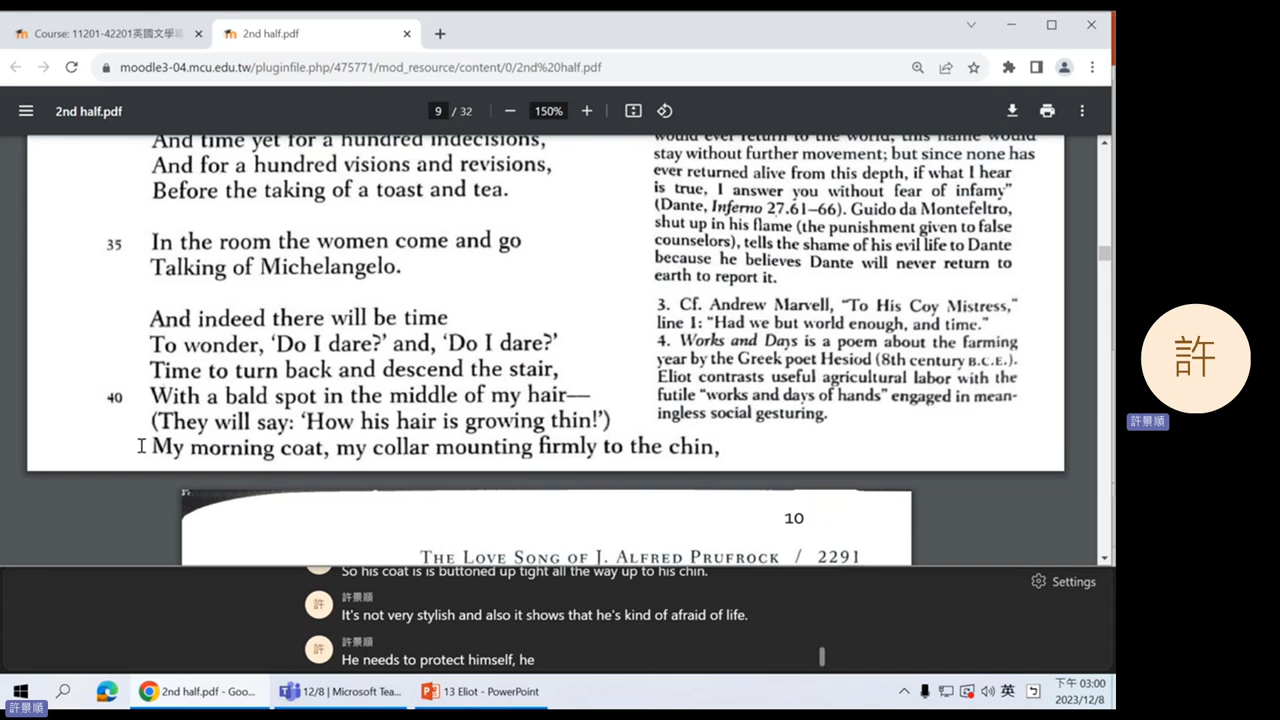 Course: 11201-42201英國文學
2nd half.pdf
moodle3-04.mcu.edu.tw/pluginfile.php/475771/mod_resource/content/0/2nd%20half.pdf
2nd half.pdf
9 / 32
150%
And time yet for a hundred indecisions,
And for a hundred visions and revisions,
Before the taking of a toast and tea.
35 In the room the women come and go
Talking of Michelangelo.
And indeed there will be time
To wonder, ‘Do I dare?’ and, ‘Do I dare?’
Time to turn back and descend the stair,
40 With a bald spot in the middle of my hair—
(They will say: ‘How his hair is growing thin!’)
My morning coat, my collar mounting firmly to the chin,
would ever return to the world, this flame would
stay without further movement; but since none has
ever returned alive from this depth, if what I hear
is true, I answer you without fear of infamy”
(Dante, Inferno 27.61–66). Guido da Montefeltro,
shut up in his flame (the punishment given to false
counselors), tells the shame of his evil life to Dante
because he believes Dante will never return to
earth to report it.
3. Cf. Andrew Marvell, “To His Coy Mistress,”
line 1: “Had we but world enough, and time.”
4. Works and Days is a poem about the farming
year by the Greek poet Hesiod (8th century B.C.E.).
Eliot contrasts useful agricultural labor with the
futile “works and days of hands” engaged in mean-
ingless social gesturing.
10
THE LOVE SONG OF J. ALFRED PRUFROCK / 2291
So his coat is is buttoned up tight all the way up to his chin.
許
許景順
It's not very stylish and also it shows that he's kind of afraid of life.
許
許景順
He needs to protect himself, he
Settings
許
許景順
2nd half.pdf - Goo...
12/8 | Microsoft Tea...
13 Eliot - PowerPoint
英
下午 03:00
2023/12/8
許景順